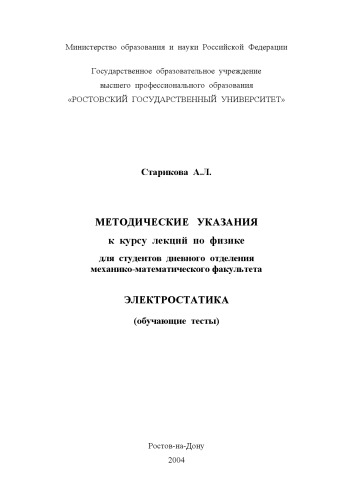 Министерство образования и науки Российской Федерации
Государственное образовательное учреждение
высшего профессионального образования
«РОСТОВСКИЙ ГОСУДАРСТВЕННЫЙ УНИВЕРСИТЕТ»
Старикова А.Л.
МЕТОДИЧЕСКИЕ УКАЗАНИЯ
к курсу лекций по физике
для студентов дневного отделения
механико-математического факультета
ЭЛЕКТРОСТАТИКА
(обучающие тесты)
Ростов-на-Дону
2004